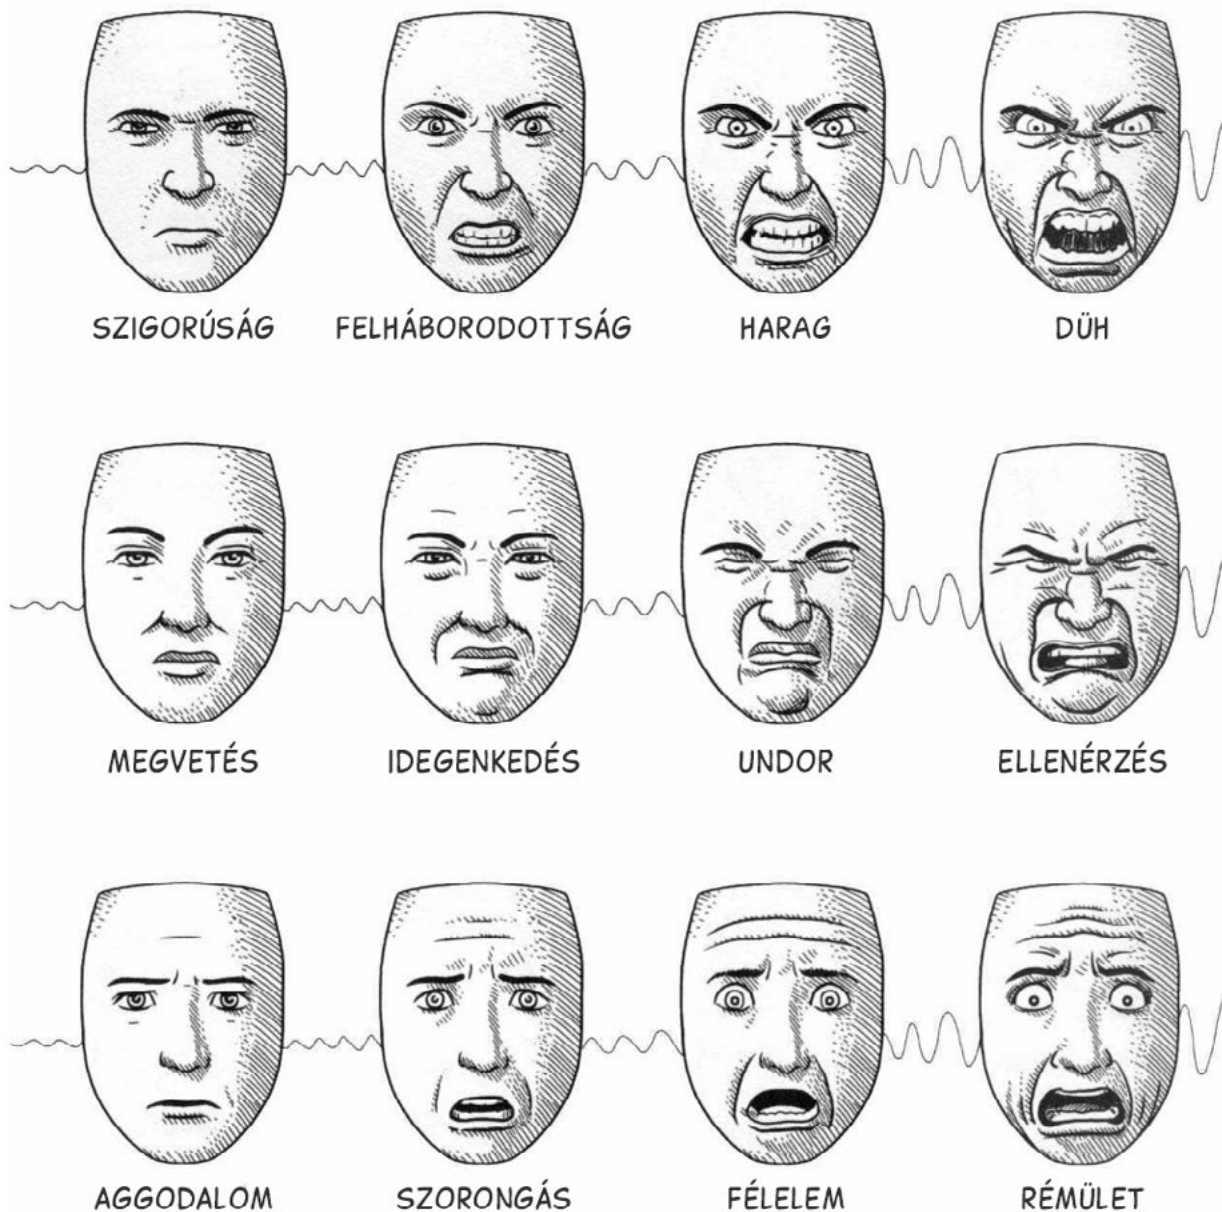 SZIGORÚSÁG FELHÁBORODOTTSÁG HARAG DÜH
MEGVETÉS IDEGENKEDÉS UNDOR ELLENÉRZÉS
AGGODALOM SZORONGÁS FÉLELEM RÉMÜLET